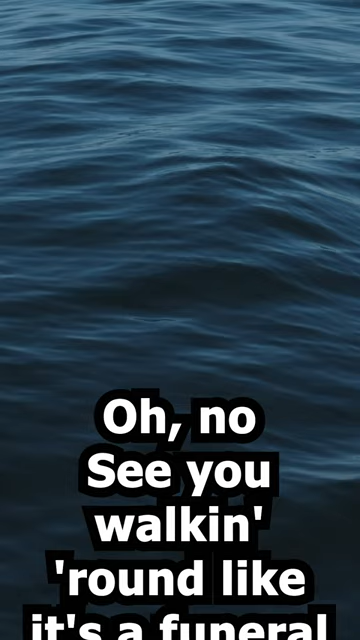 Oh, no
See you
walkin'
'round like
it's a funeral